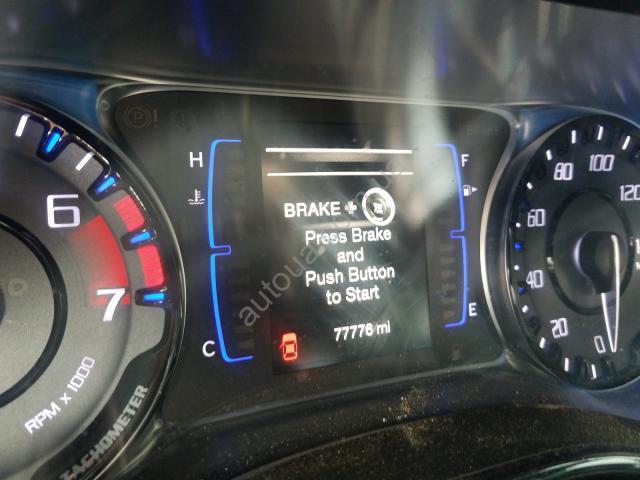 BRAKE
H
F
BRAKE +
Press Brake
and
Push Button
to Start
77776 mi
C
E
6
7
RPM x 1000
TACHOMETER
0
20
40
60
80
100
120